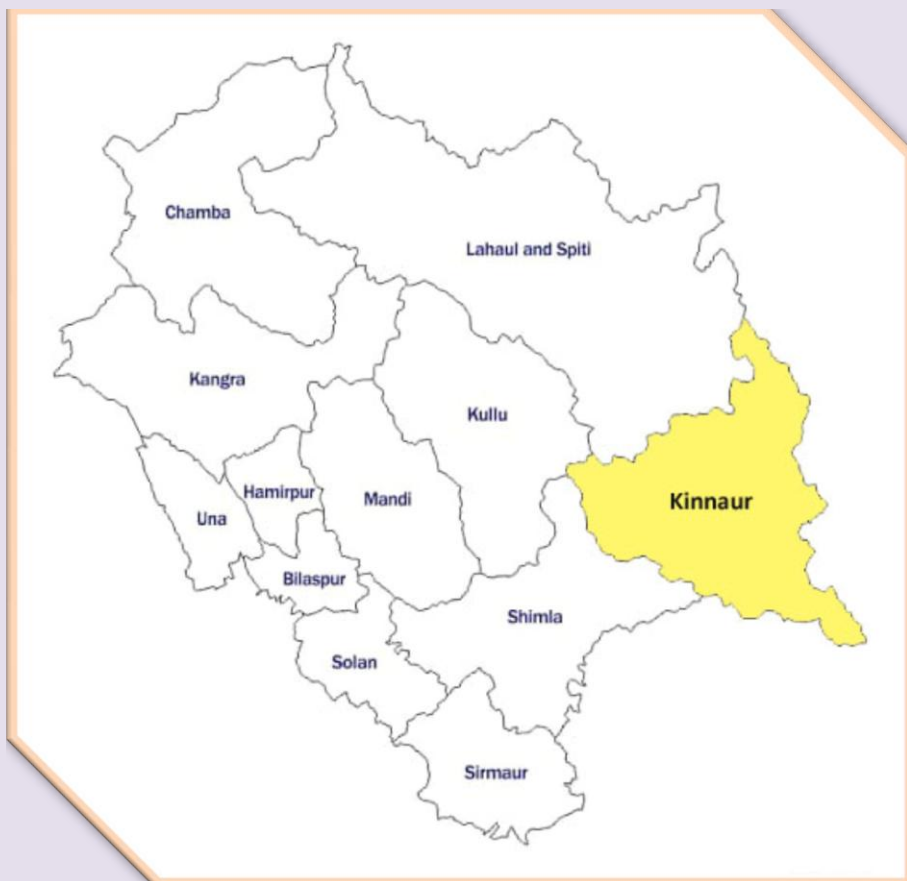 Chamba
Lahaul and Spiti
Kangra
Kullu
Hamirpur
Mandi
Kinnaur
Una
Bilaspur
Shimla
Solan
Sirmaur